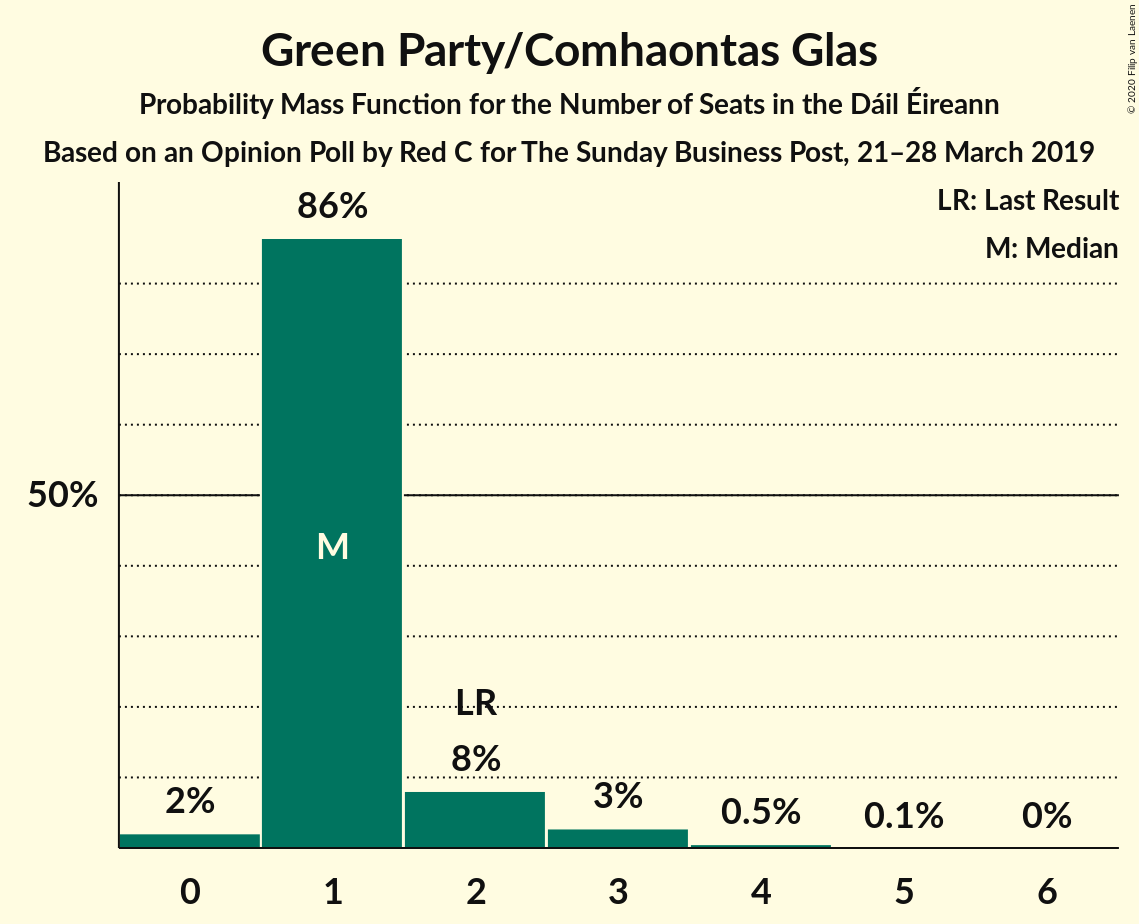 Green Party/Comhaontas Glas
Probability Mass Function for the Number of Seats in the Dáil Éireann
Based on an Opinion Poll by Red C for The Sunday Business Post, 21–28 March 2019
© 2020 Filip van Laenen
LR: Last Result
M: Median
86%
50%
M
LR
8%
2%
3%
0.5%
0.1%
0%
0 1 2 3 4 5 6